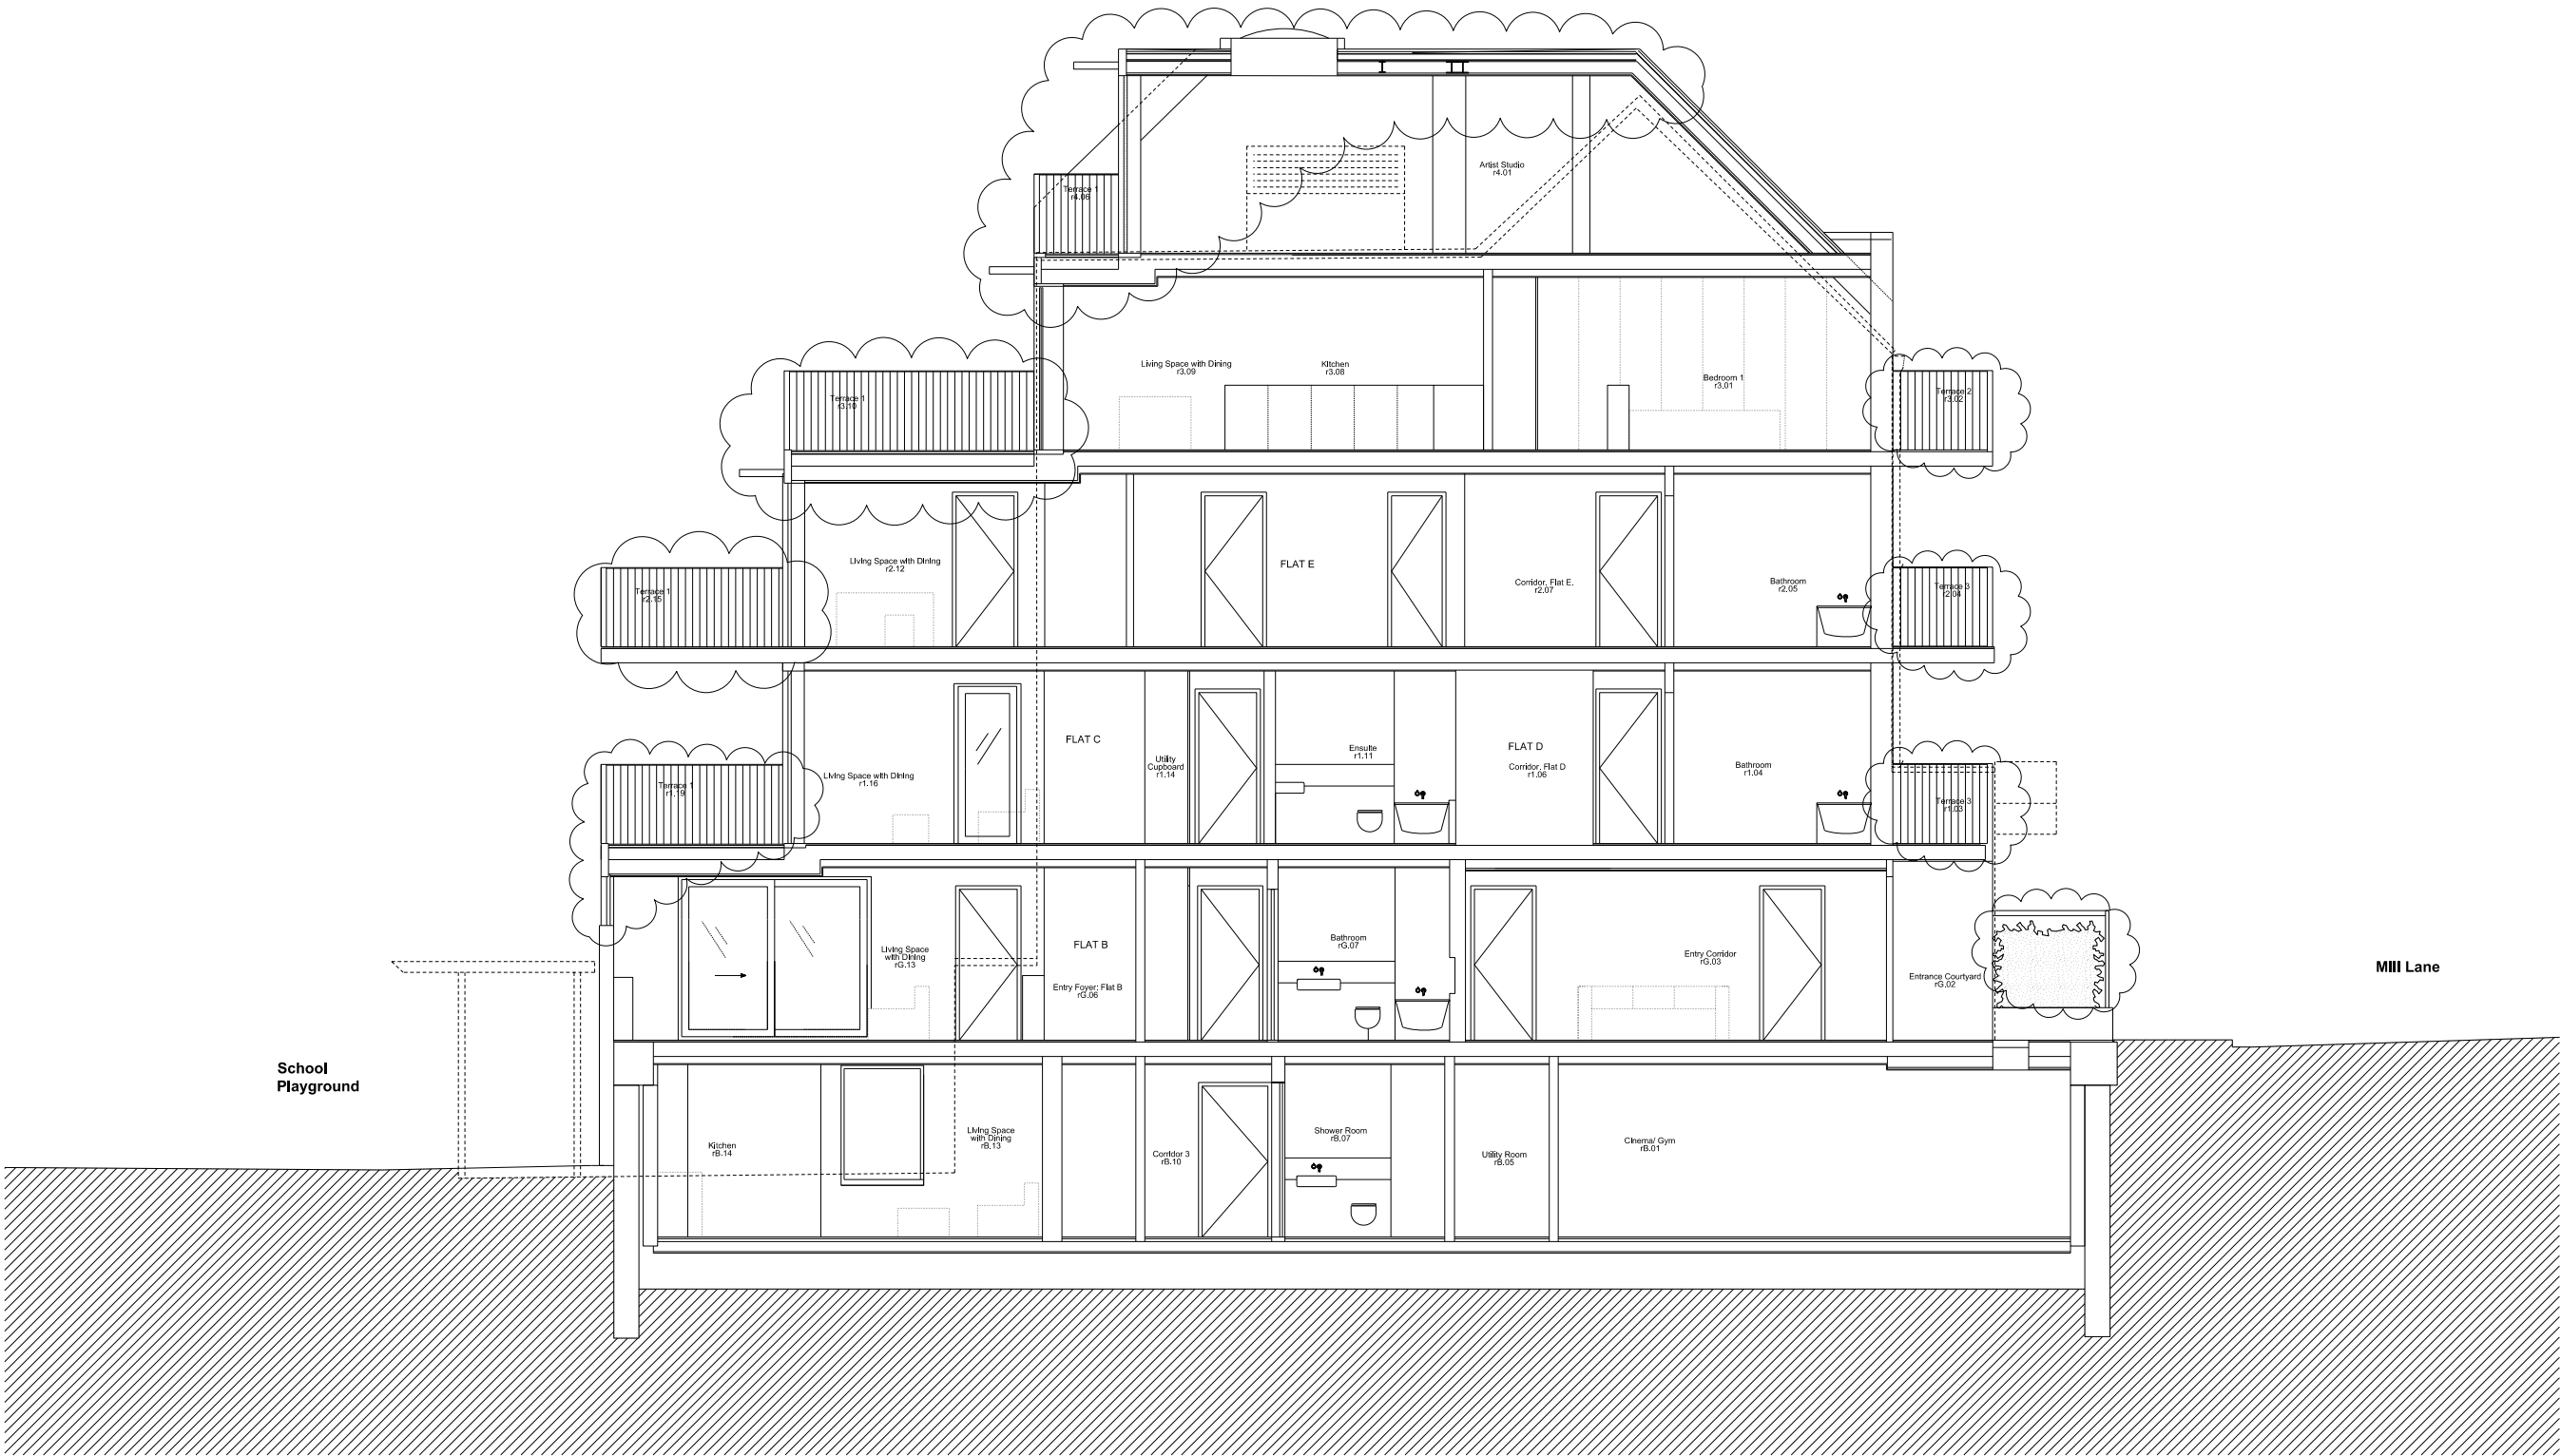 Artist Studio
r4.01
Terrace 1
r4.06
Living Space with Dining
r3.09
Kitchen
r3.08
Bedroom 1
r3.01
Terrace 1
r3.10
Terrace 2
r3.02
Living Space with Dining
r2.12
FLAT E
Corridor, Flat E.
r2.07
Bathroom
r2.05
Terrace 1
r2.15
Terrace 3
r2.04
FLAT C
Utility
Cupboard
r1.14
Ensuite
r1.11
FLAT D
Corridor, Flat D
r1.06
Bathroom
r1.04
Living Space with Dining
r1.16
Terrace 1
r1.19
Terrace 3
r1.03
Living Space
with Dining
rG.13
FLAT B
Entry Foyer; Flat B
rG.06
Bathroom
rG.07
Entry Corridor
rG.03
Entrance Courtyard
rG.02
Mill Lane
School
Playground
Kitchen
rB.14
Living Space
with Dining
rB.13
Corridor 3
rB.10
Shower Room
rB.07
Utility Room
rB.05
Cinema/ Gym
rB.01